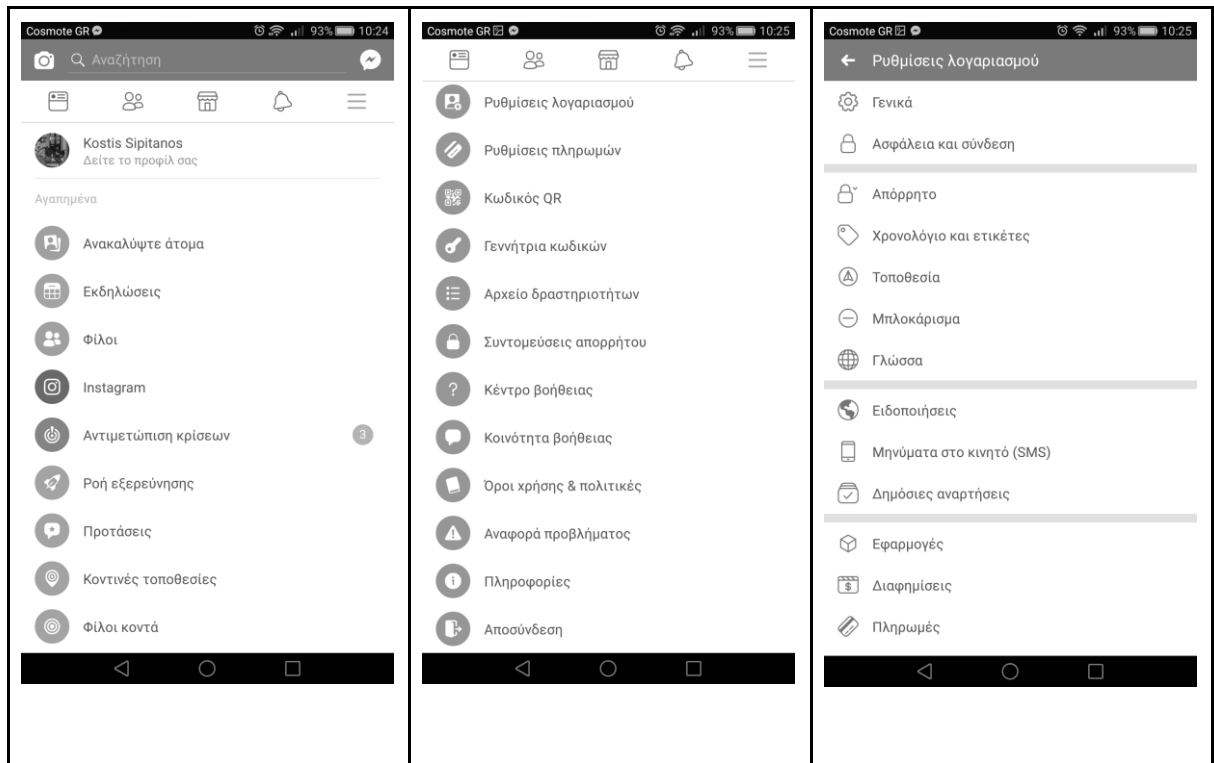 Cosmote GR 93% 10:24
Αναζήτηση
Kostis Sipitanos
Δείτε το προφίλ σας
Αγαπημένα
Ανακαλύψτε άτομα
Εκδηλώσεις
Φίλοι
Instagram
Αντιμετώπιση κρίσεων 3
Ροή εξερεύνησης
Προτάσεις
Κοντινές τοποθεσίες
Φίλοι κοντά
Cosmote GR 93% 10:25
Ρυθμίσεις λογαριασμού
Ρυθμίσεις πληρωμών
Κωδικός QR
Γεννήτρια κωδικών
Αρχείο δραστηριοτήτων
Συντομεύσεις απορρήτου
? Κέντρο βοήθειας
Κοινότητα βοήθειας
Όροι χρήσης & πολιτικές
Αναφορά προβλήματος
Πληροφορίες
Αποσύνδεση
Cosmote GR 93% 10:25
Ρυθμίσεις λογαριασμού
Γενικά
Ασφάλεια και σύνδεση
Απόρρητο
Χρονολόγιο και ετικέτες
Τοποθεσία
Μπλοκάρισμα
Γλώσσα
Ειδοποιήσεις
Μηνύματα στο κινητό (SMS)
Δημόσιες αναρτήσεις
Εφαρμογές
$ Διαφημίσεις
Πληρωμές